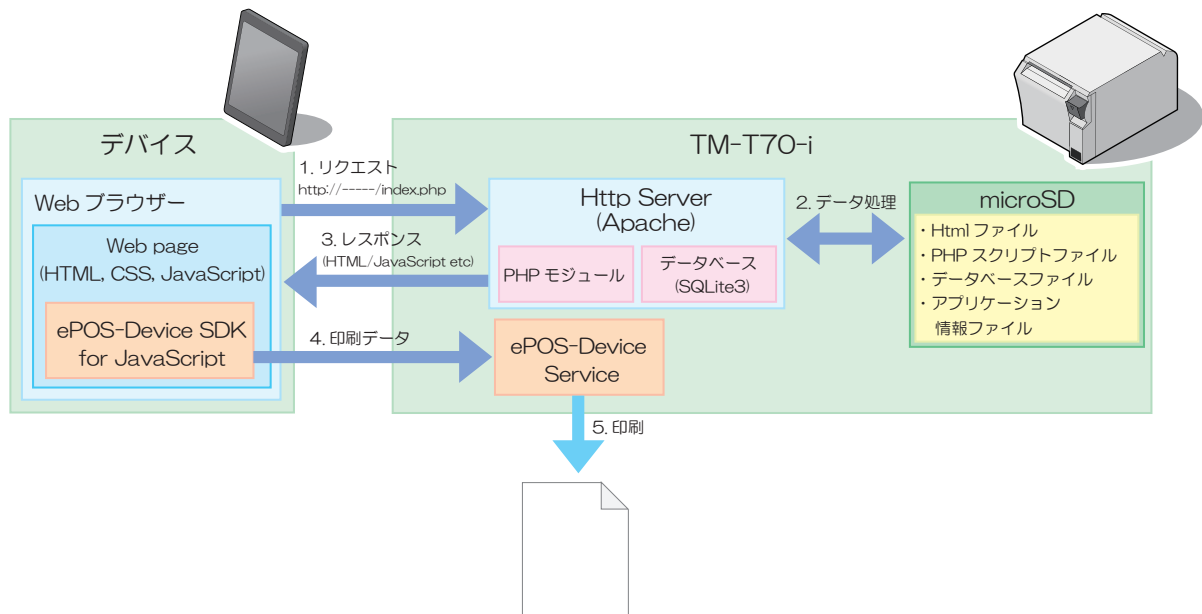 デバイス
TM-T70-i
1. リクエスト
http://-----/index.php
Web ブラウザー
Web page
(HTML, CSS, JavaScript)
ePOS-Device SDK
for JavaScript
3. レスポンス
(HTML/JavaScript etc)
4. 印刷データ
Http Server
(Apache)
PHP モジュール
データベース
(SQLite3)
2. データ処理
microSD
・Html ファイル
・PHP スクリプトファイル
・データベースファイル
・アプリケーション
情報ファイル
ePOS-Device
Service
5. 印刷